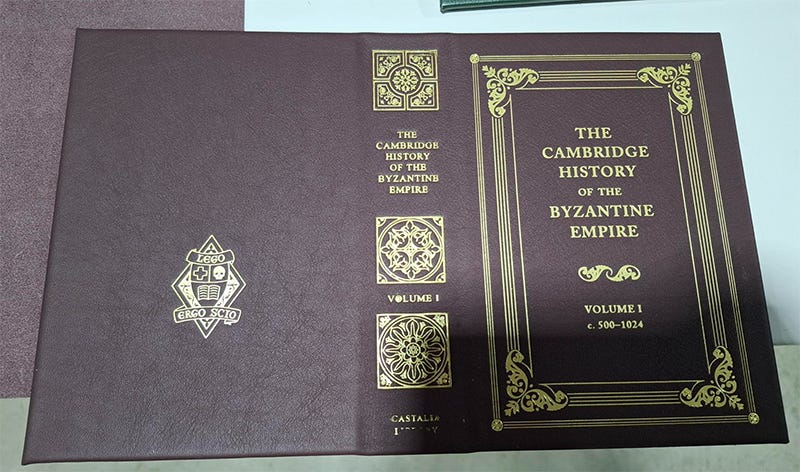 LEGO
ERGO SCIO
THE
CAMBRIDGE
HISTORY
OF THE
BYZANTINE
EMPIRE
VOLUME I
CASTALIA
THE
CAMBRIDGE
HISTORY
OF THE
BYZANTINE
EMPIRE
VOLUME I
c. 500–1024